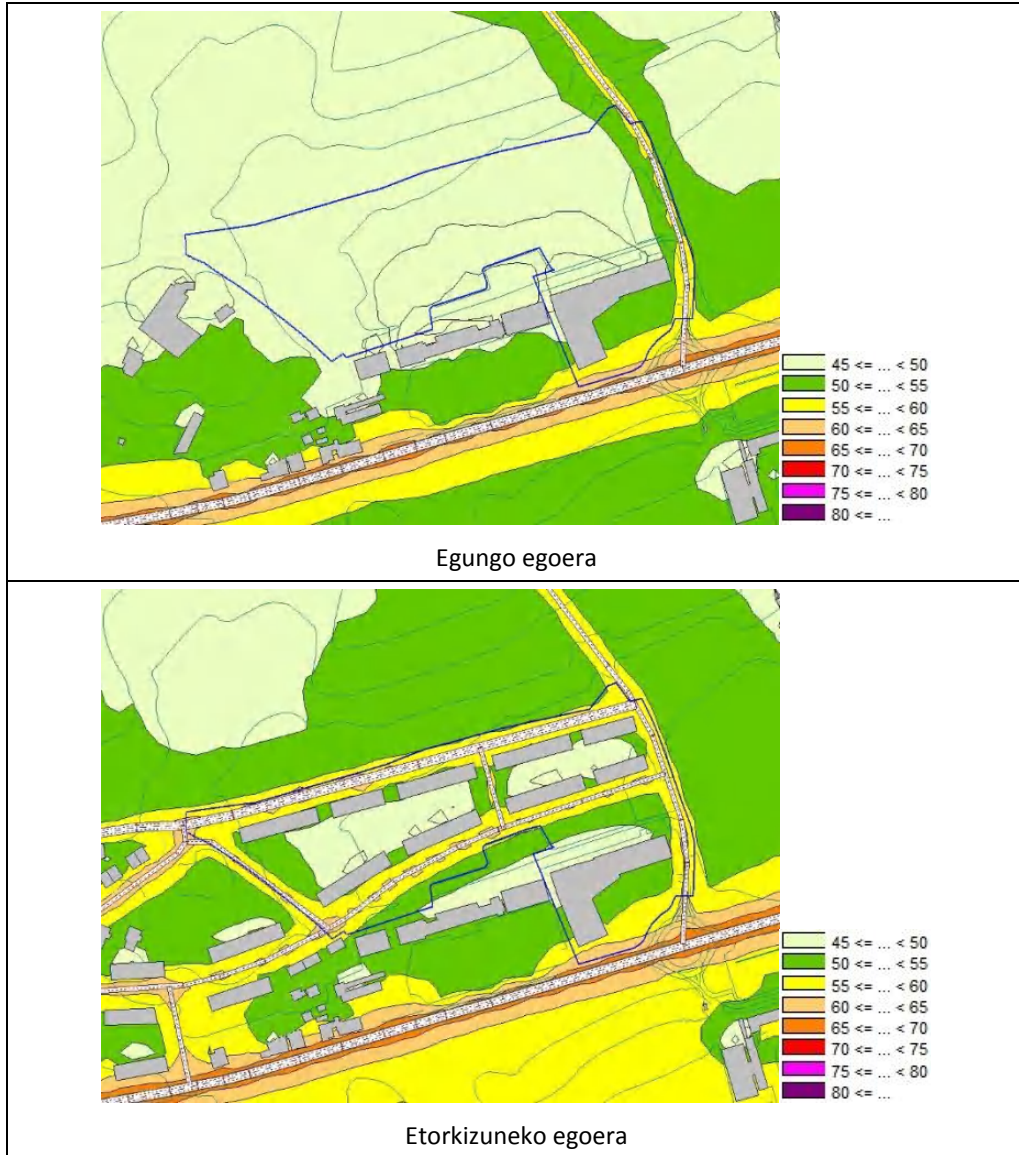 45 <= ... < 50
50 <= ... < 55
55 <= ... < 60
60 <= ... < 65
65 <= ... < 70
70 <= ... < 75
75 <= ... < 80
80 <= ...
Egungo egoera
45 <= ... < 50
50 <= ... < 55
55 <= ... < 60
60 <= ... < 65
65 <= ... < 70
70 <= ... < 75
75 <= ... < 80
80 <= ...
Etorkizuneko egoera